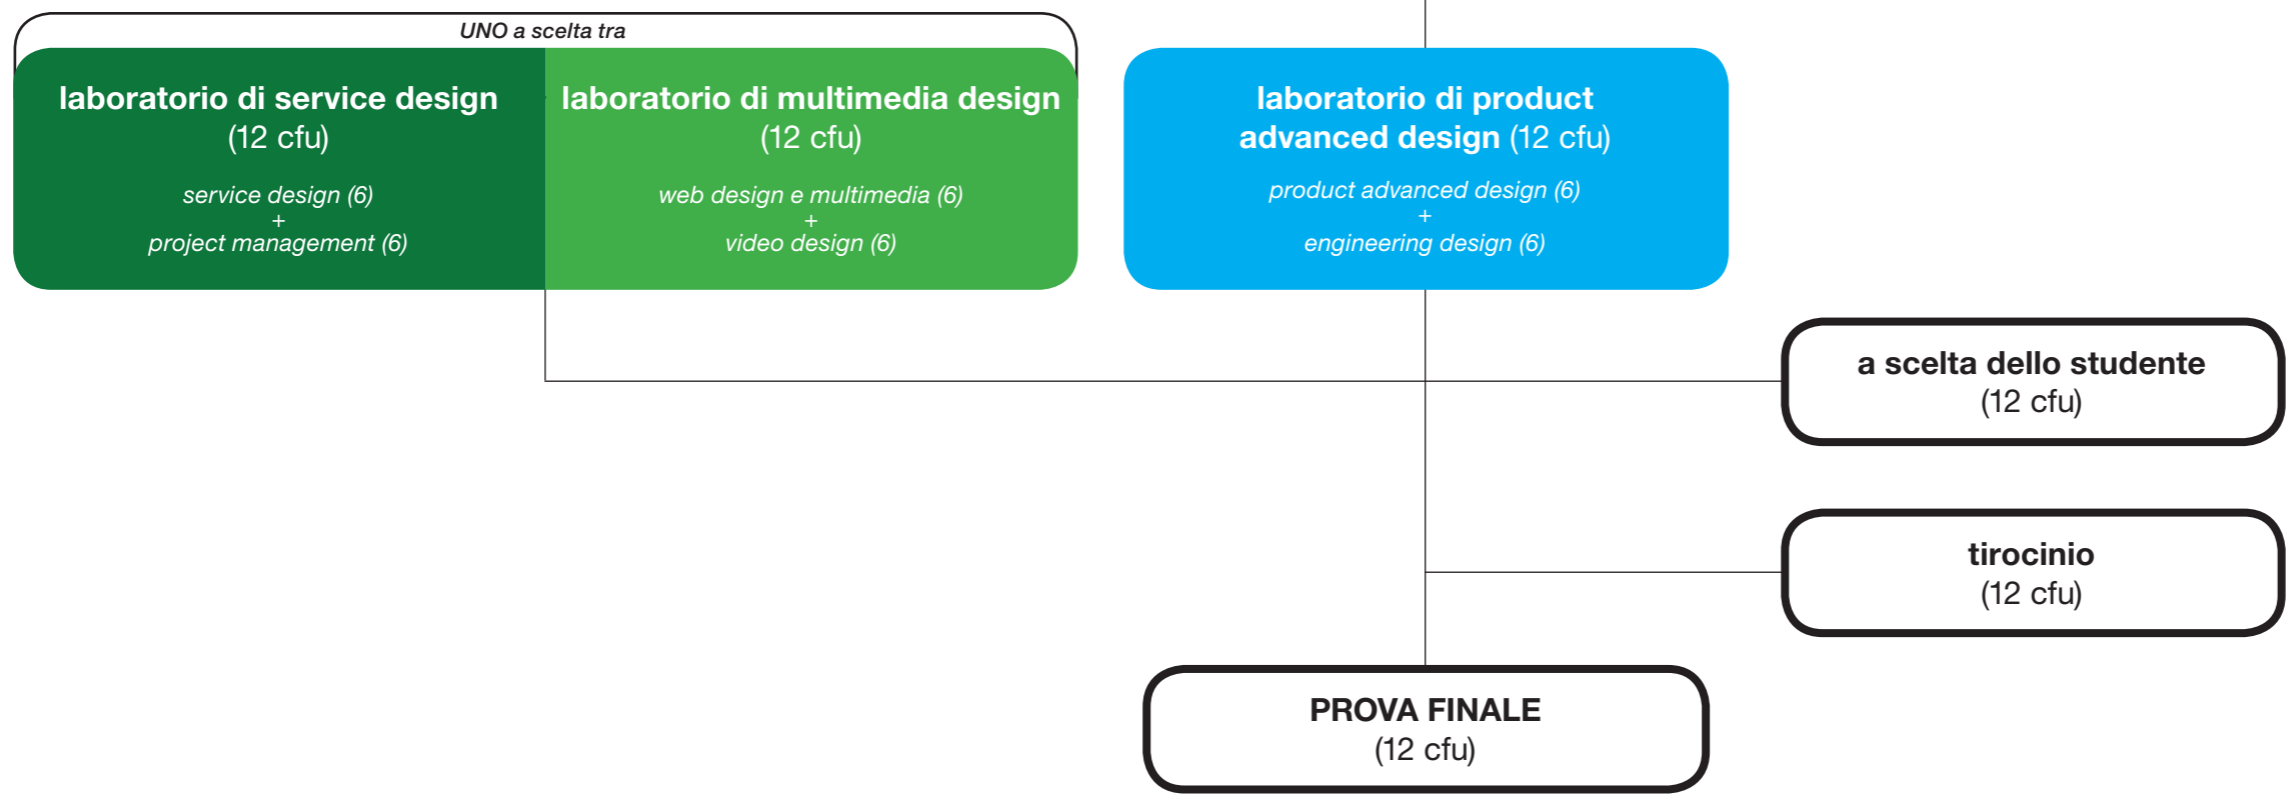 UNO a scelta tra
laboratorio di service design
(12 cfu)
service design (6)
+
project management (6)
laboratorio di multimedia design
(12 cfu)
web design e multimedia (6)
+
video design (6)
laboratorio di product
advanced design (12 cfu)
product advanced design (6)
+
engineering design (6)
a scelta dello studente
(12 cfu)
tirocinio
(12 cfu)
PROVA FINALE
(12 cfu)